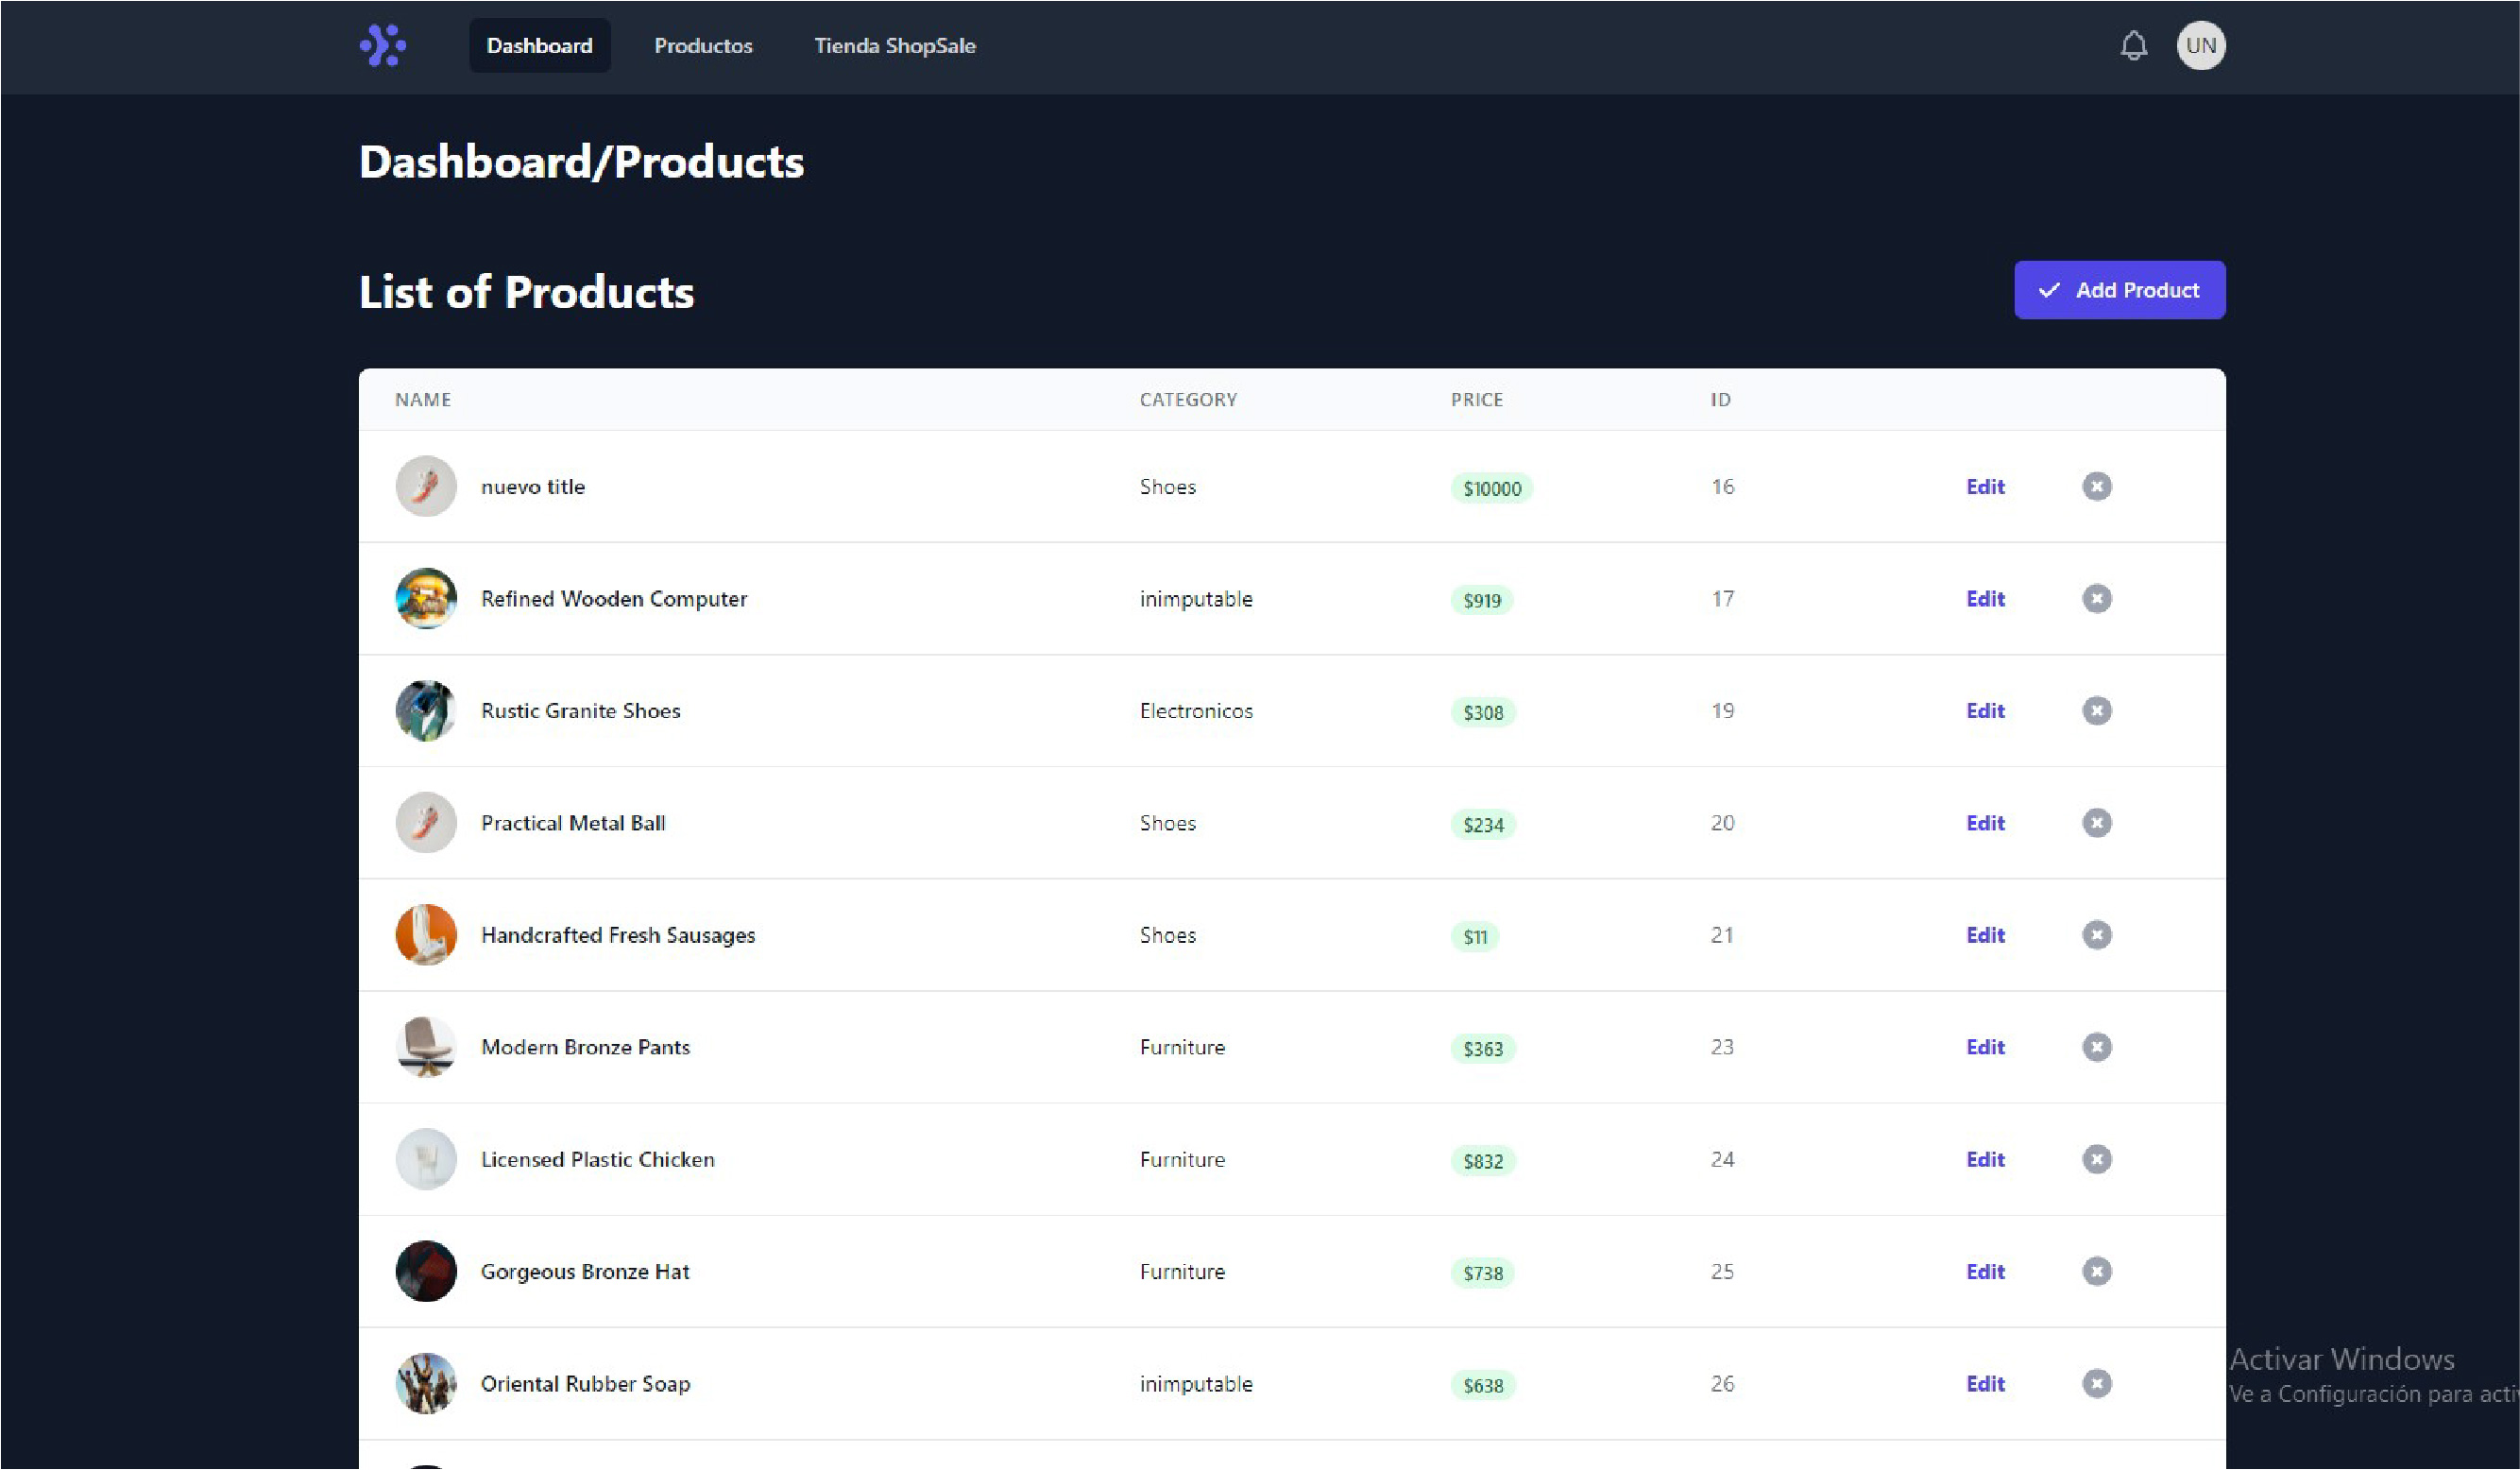 Dashboard Productos Tienda ShopSale UN
Dashboard/Products
List of Products Add Product
NAME CATEGORY PRICE ID
nuevo title Shoes $10000 16 Edit
Refined Wooden Computer inimputable $919 17 Edit
Rustic Granite Shoes Electronicos $308 19 Edit
Practical Metal Ball Shoes $234 20 Edit
Handcrafted Fresh Sausages Shoes $11 21 Edit
Modern Bronze Pants Furniture $363 23 Edit
Licensed Plastic Chicken Furniture $832 24 Edit
Gorgeous Bronze Hat Furniture $738 25 Edit
Oriental Rubber Soap inimputable $638 26 Edit
Activar Windows
Ve a Configuración para